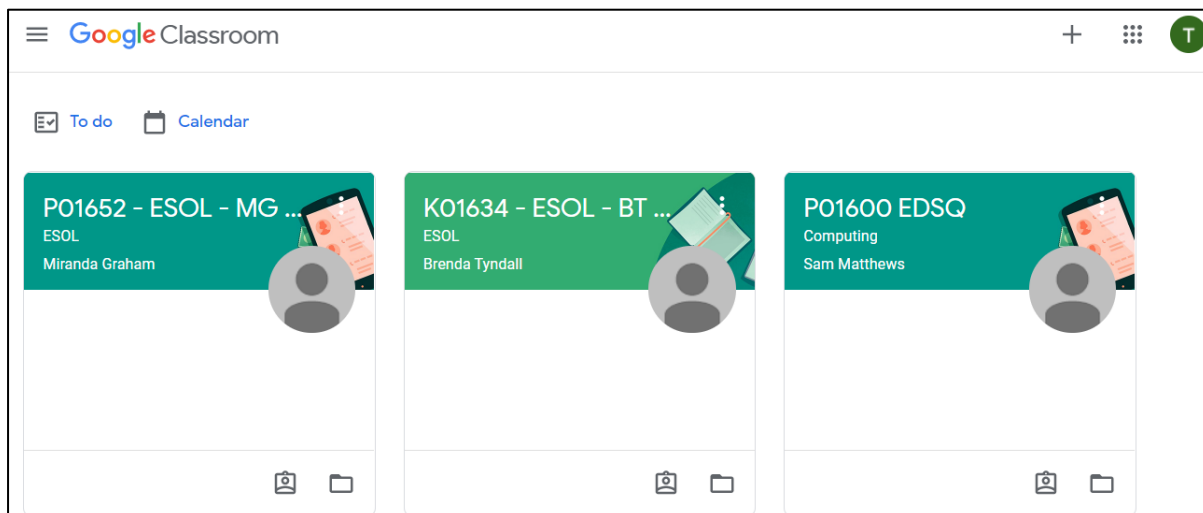 Google Classroom
T
To do Calendar
P01652 - ESOL - MG ...
ESOL
Miranda Graham
K01634 - ESOL - BT ...
ESOL
Brenda Tyndall
P01600 EDSQ
Computing
Sam Matthews